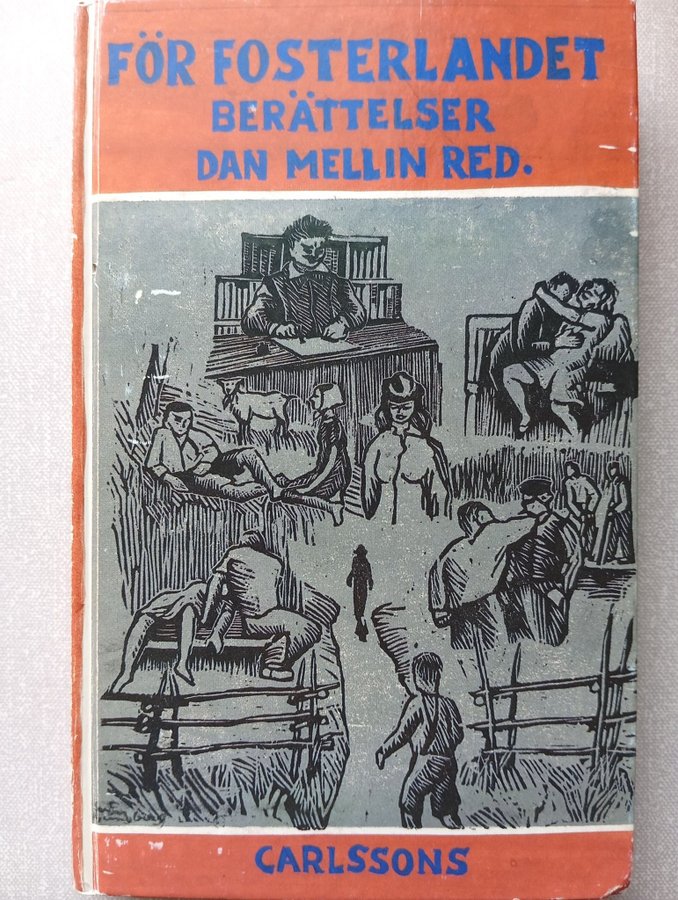 FÖR FOSTERLANDET
BERÄTTELSER
DAN MELLIN RED.
CARLSSONS